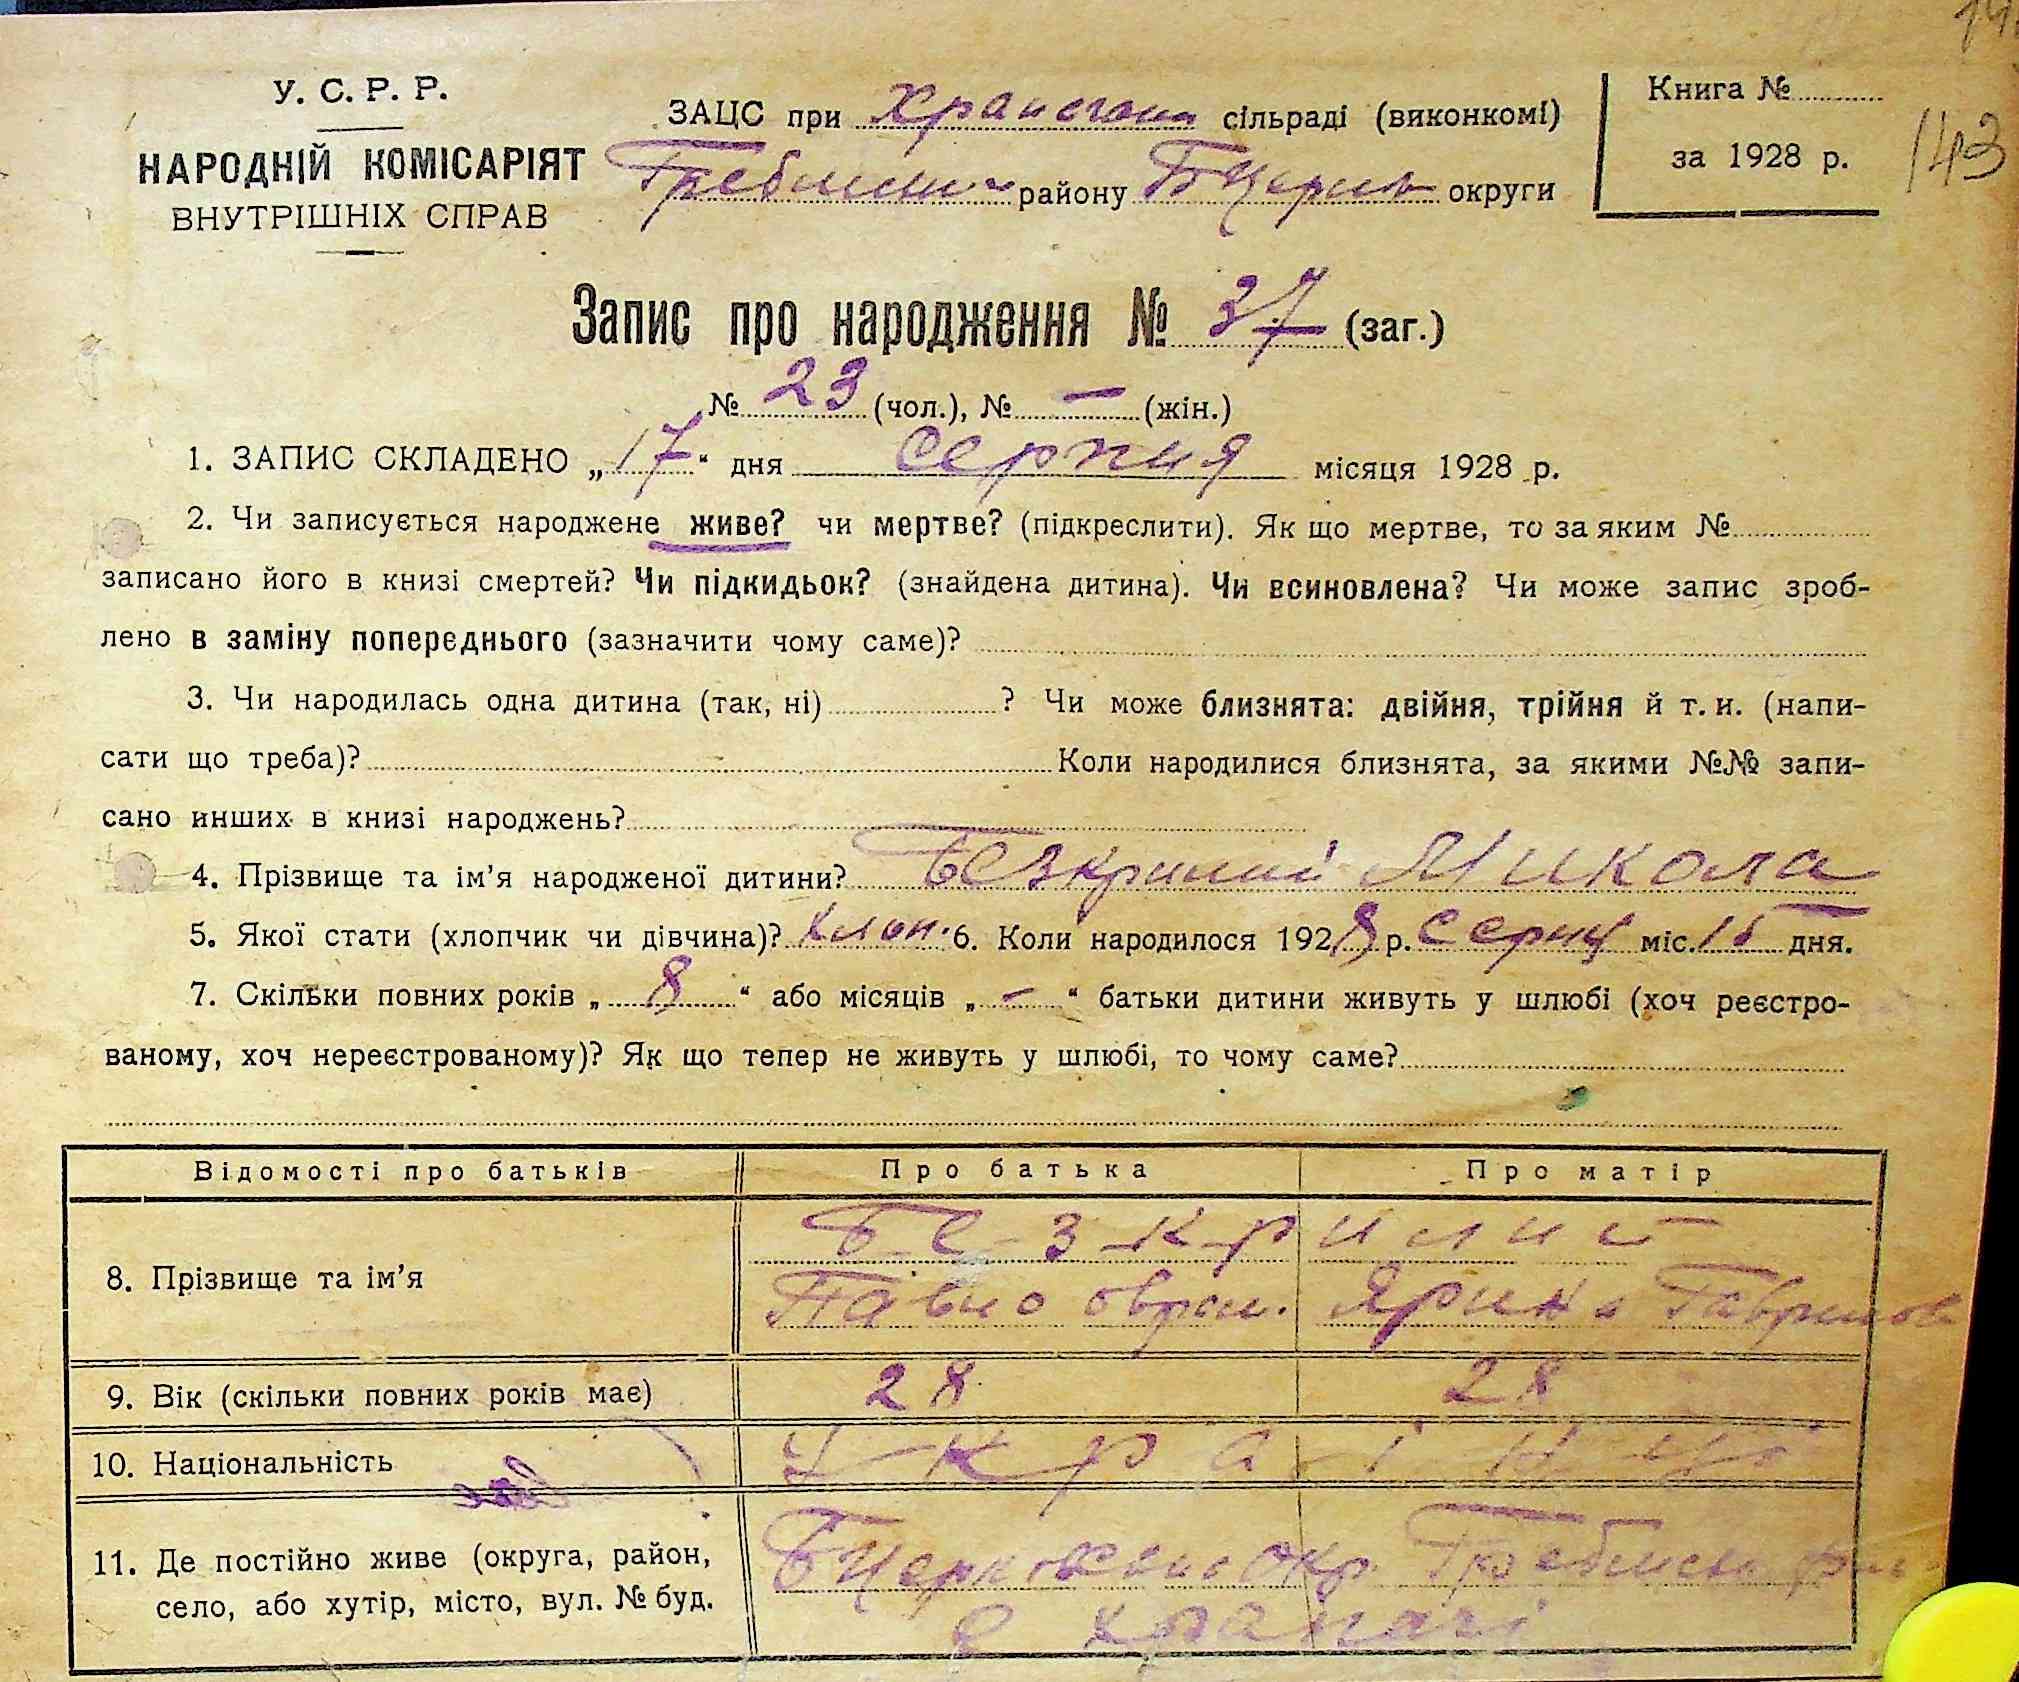 143
У. С. Р. Р.
НАРОДНІЙ КОМІСАРІЯТ
ВНУТРІШНІХ СПРАВ
ЗАЦС при сільраді (виконкомі)
району Б Церків округи
Книга №
за 1928 р.
Запис про народження № 37 (заг.)
№ 23 (чол.), № — (жін.)
1. ЗАПИС СКЛАДЕНО „17“ дня серпня місяця 1928 р.
2. Чи записується народжене живе? чи мертве? (підкреслити). Як що мертве, то за яким №
записано його в книзі смертей? Чи підкидьок? (знайдена дитина). Чи всиновлена? Чи може запис зроб-
лено в заміну попереднього (зазначити чому саме)?
3. Чи народилась одна дитина (так, ні) ? Чи може близнята: двійня, трійня й т. и. (напи-
сати що треба)? Коли народилися близнята, за якими №№ запи-
сано инших в книзі народжень?
4. Прізвище та ім’я народженої дитини? Безкрилий Микола
5. Якої стати (хлопчик чи дівчина)? хлоп. 6. Коли народилося 1928 р. серпц міс. 15 дня.
7. Скільки повних років „8“ або місяців „—“ батьки дитини живуть у шлюбі (хоч реєстро-
ваному, хоч нереєстрованому)? Як що тепер не живуть у шлюбі, то чому саме?
Відомості про батьків Про батька Про матір
8. Прізвище та ім’я Безкрилий
Павло Ярина Гаврилов
9. Вік (скільки повних років має) 28 28
10. Національність Українці
11. Де постійно живе (округа, район,
село, або хутір, місто, вул. № буд.
Б Церковської окр.
с Храпачі